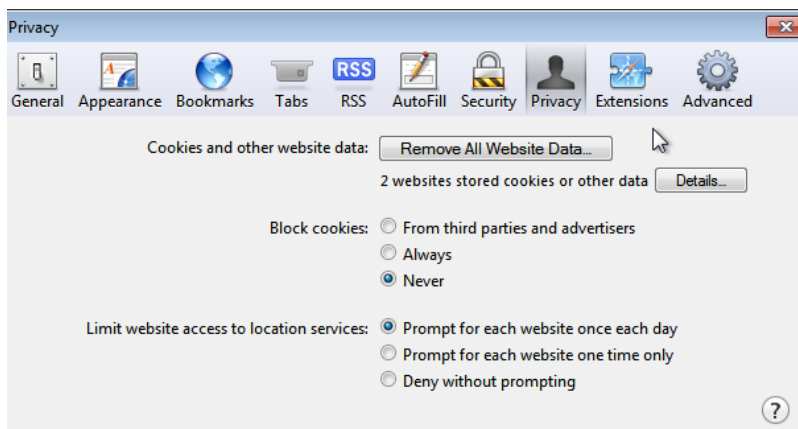 Privacy
RSS
General Appearance Bookmarks Tabs RSS AutoFill Security Privacy Extensions Advanced
Cookies and other website data: Remove All Website Data...
2 websites stored cookies or other data Details...
Block cookies: From third parties and advertisers
Always
Never
Limit website access to location services: Prompt for each website once each day
Prompt for each website one time only
Deny without prompting
?